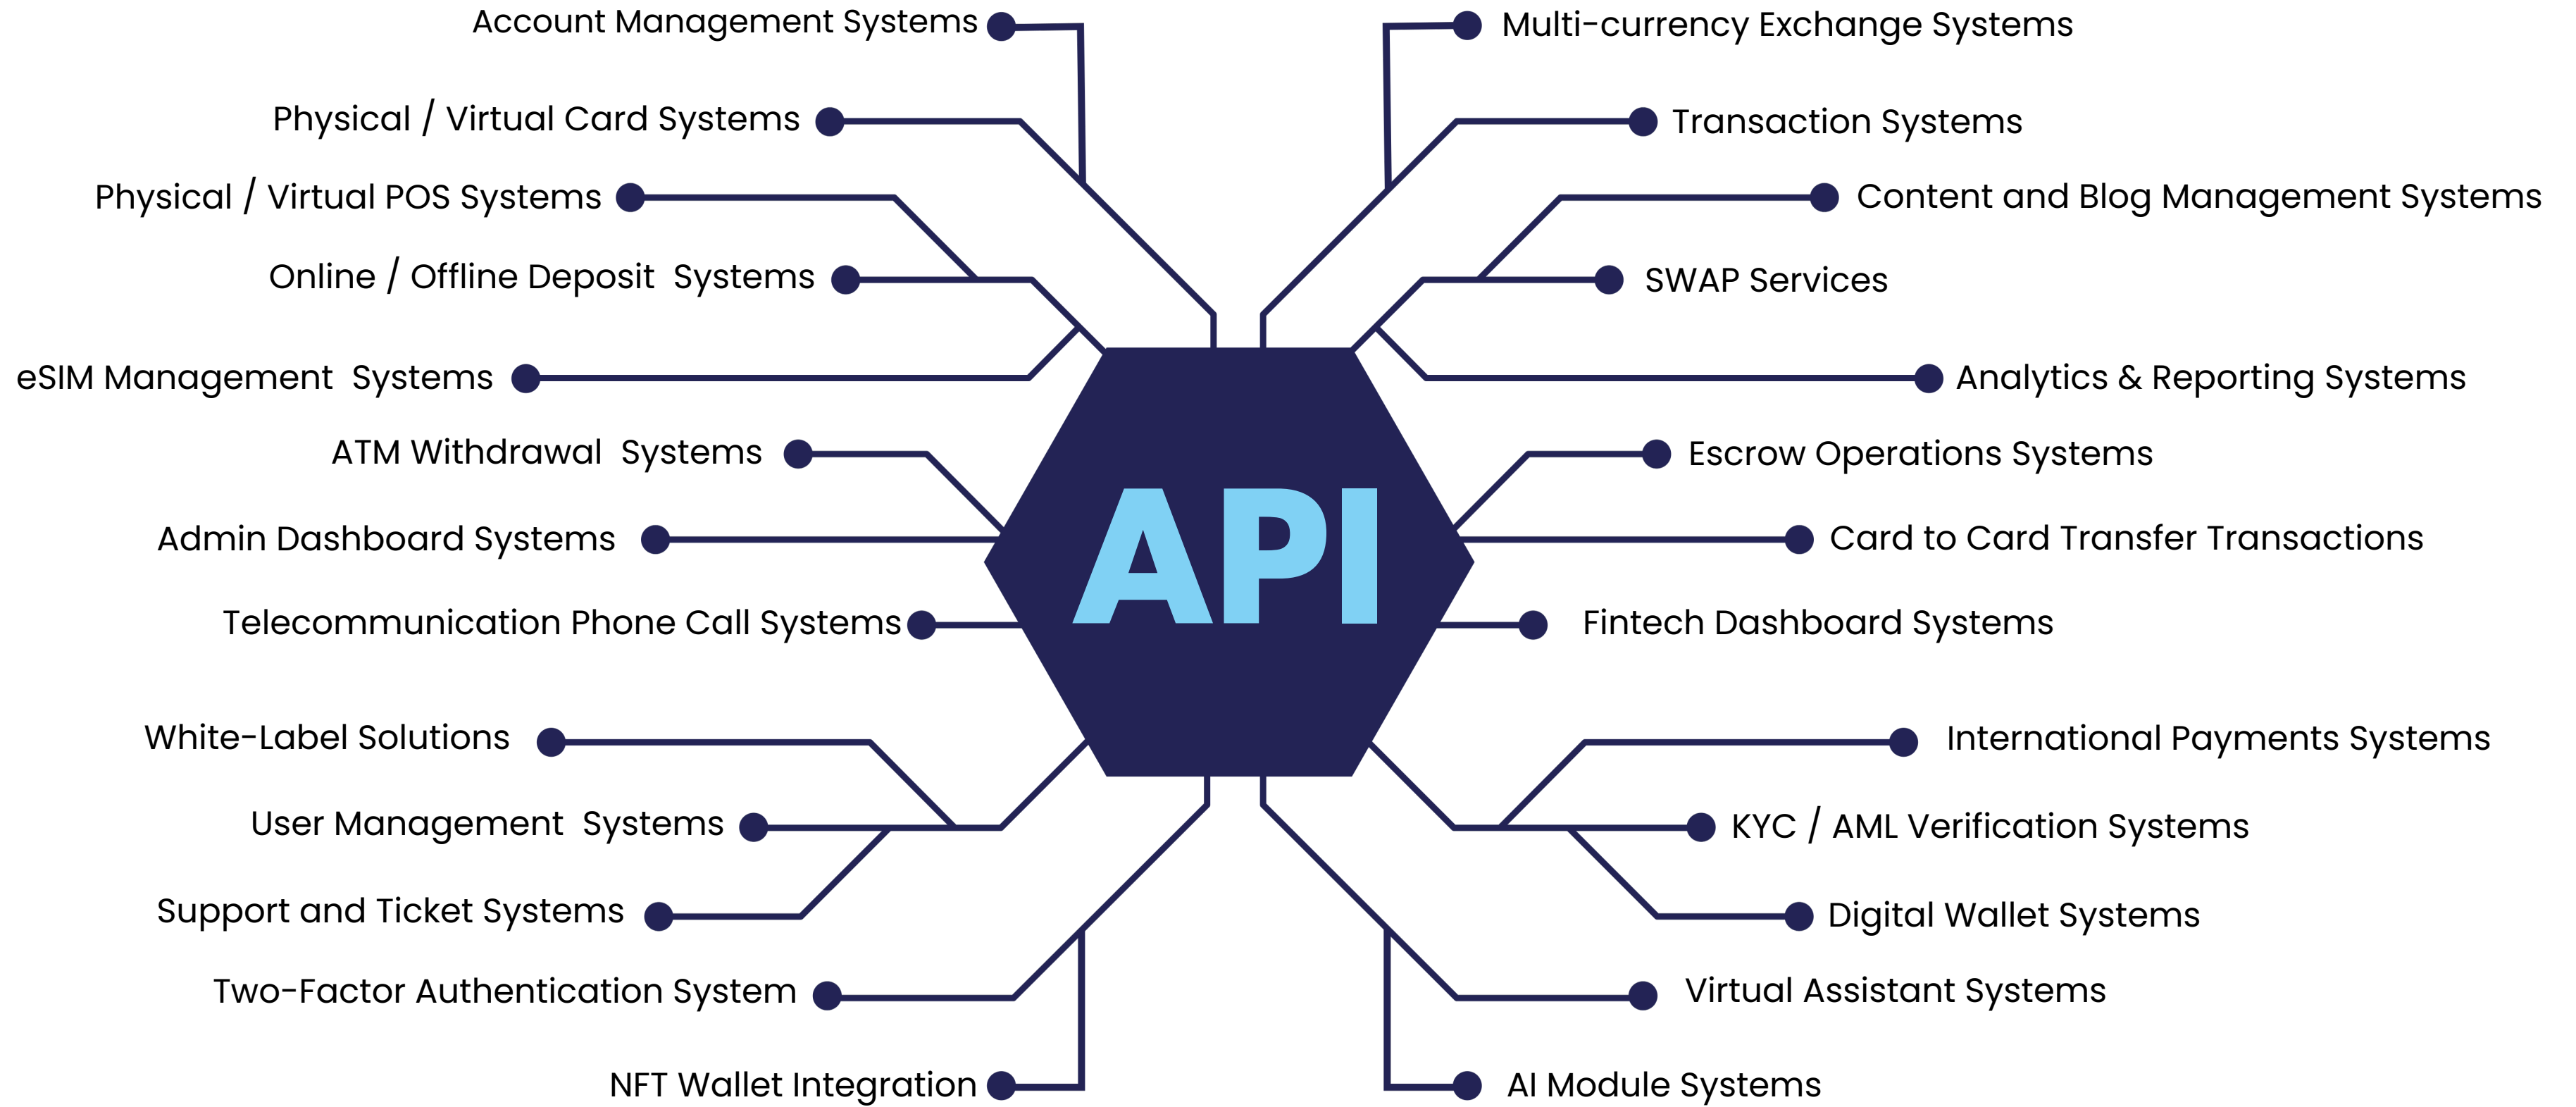 Account Management Systems
Multi-currency Exchange Systems
Physical / Virtual Card Systems
Transaction Systems
Physical / Virtual POS Systems
Content and Blog Management Systems
Online / Offline Deposit  Systems
SWAP Services
eSIM Management  Systems
Analytics & Reporting Systems
ATM Withdrawal  Systems
Escrow Operations Systems
Admin Dashboard Systems
API
Card to Card Transfer Transactions
Telecommunication Phone Call Systems
Fintech Dashboard Systems
White-Label Solutions
International Payments Systems
User Management  Systems
KYC / AML Verification Systems
Support and Ticket Systems
Digital Wallet Systems
Two-Factor Authentication System
Virtual Assistant Systems
NFT Wallet Integration
AI Module Systems